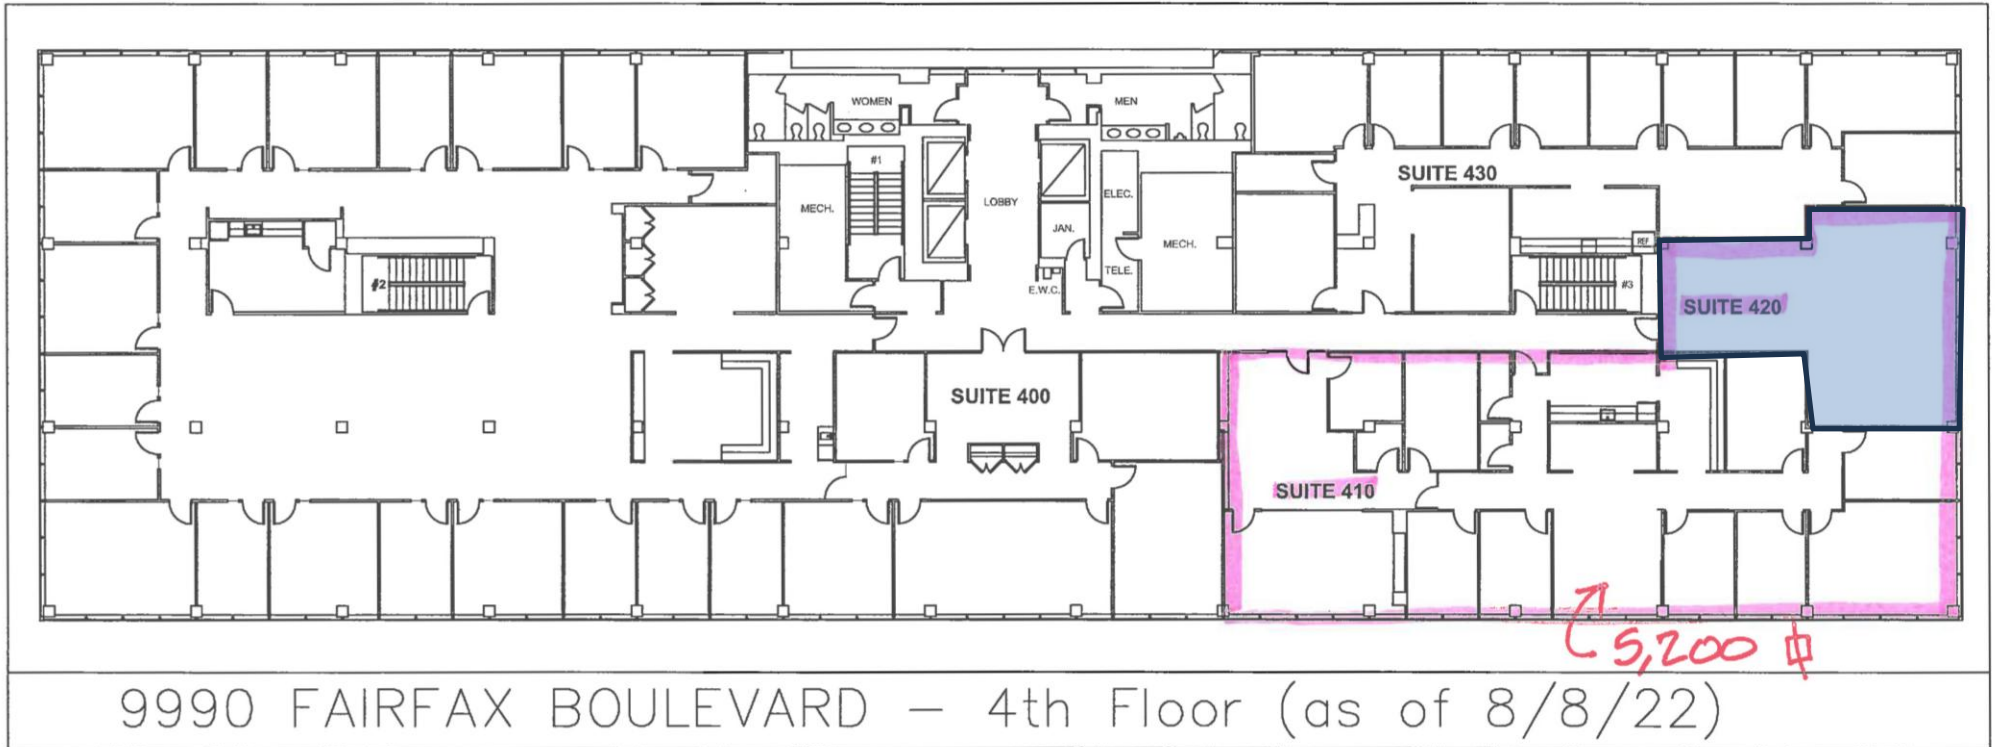 WOMEN
MEN
#1
MECH.
LOBBY
ELEC.
JAN.
MECH.
TELE.
E.W.C.
SUITE 430
REF
#2
#3
SUITE 420
SUITE 400
SUITE 410
5,200
9990 FAIRFAX BOULEVARD – 4th Floor (as of 8/8/22)